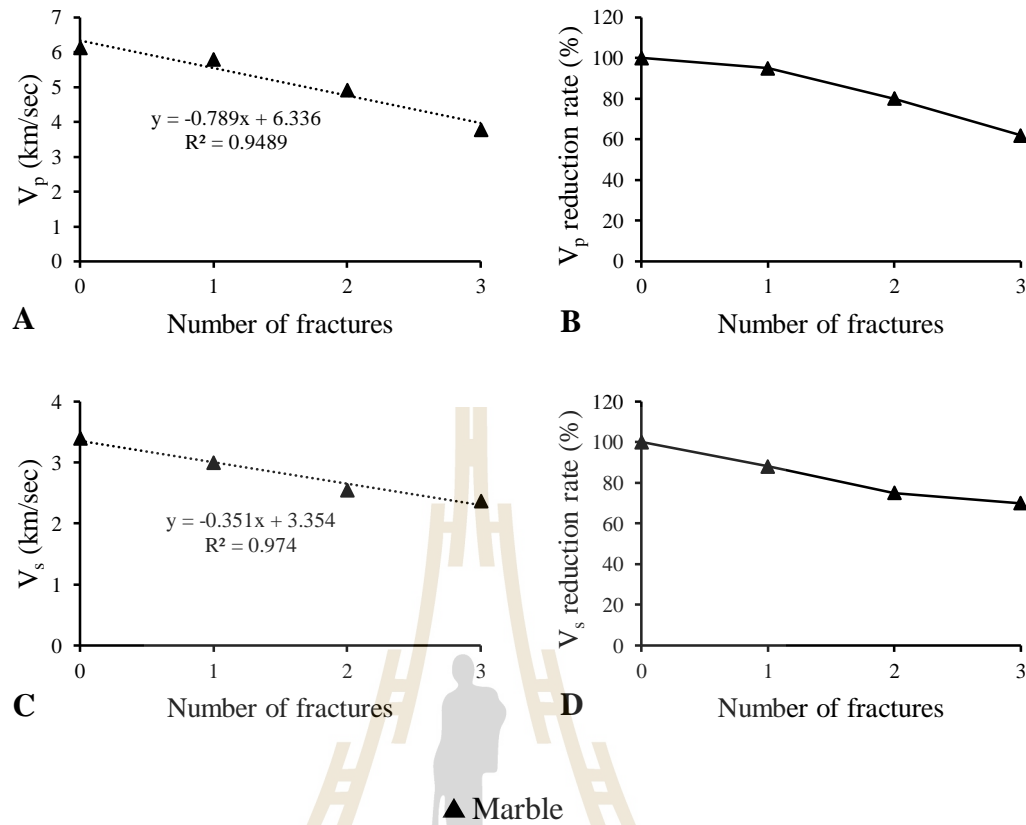 7
6
5
4
3
2
1
0
V_p (km/sec)
y = -0.789x + 6.336
R² = 0.9489
0 1 2 3
A
Number of fractures
120
100
80
60
40
20
0
V_p reduction rate (%)
0 1 2 3
B
Number of fractures
4
3
2
1
0
V_s (km/sec)
y = -0.351x + 3.354
R² = 0.974
0 1 2 3
C
Number of fractures
120
100
80
60
40
20
0
V_s reduction rate (%)
0 1 2 3
D
Number of fractures
Marble